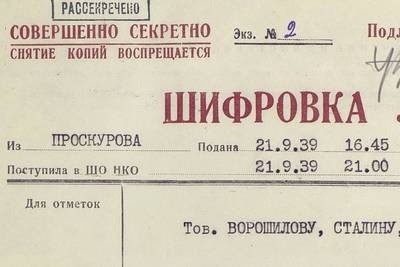 РАССЕКРЕЧЕНО
СОВЕРШЕННО СЕКРЕТНО
СНЯТИЕ КОПИЙ ВОСПРЕЩАЕТСЯ
Экз. № 2
ШИФРОВКА
Из ПРОСКУРОВА Подана 21.9.39 16.45
Поступила в ШО НКО 21.9.39 21.00
Для отметок
Тов. ВОРОШИЛОВУ, СТАЛИНУ,